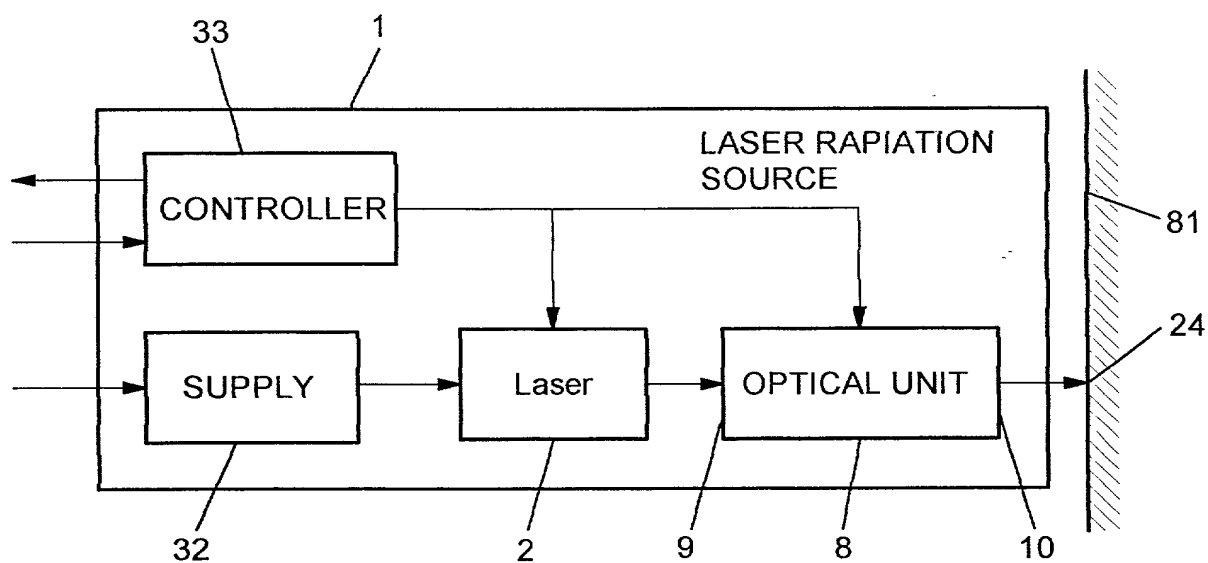 33
1
LASER RAPIATION
SOURCE
CONTROLLER
81
24
SUPPLY
Laser
OPTICAL UNIT
32
2
9
8
10